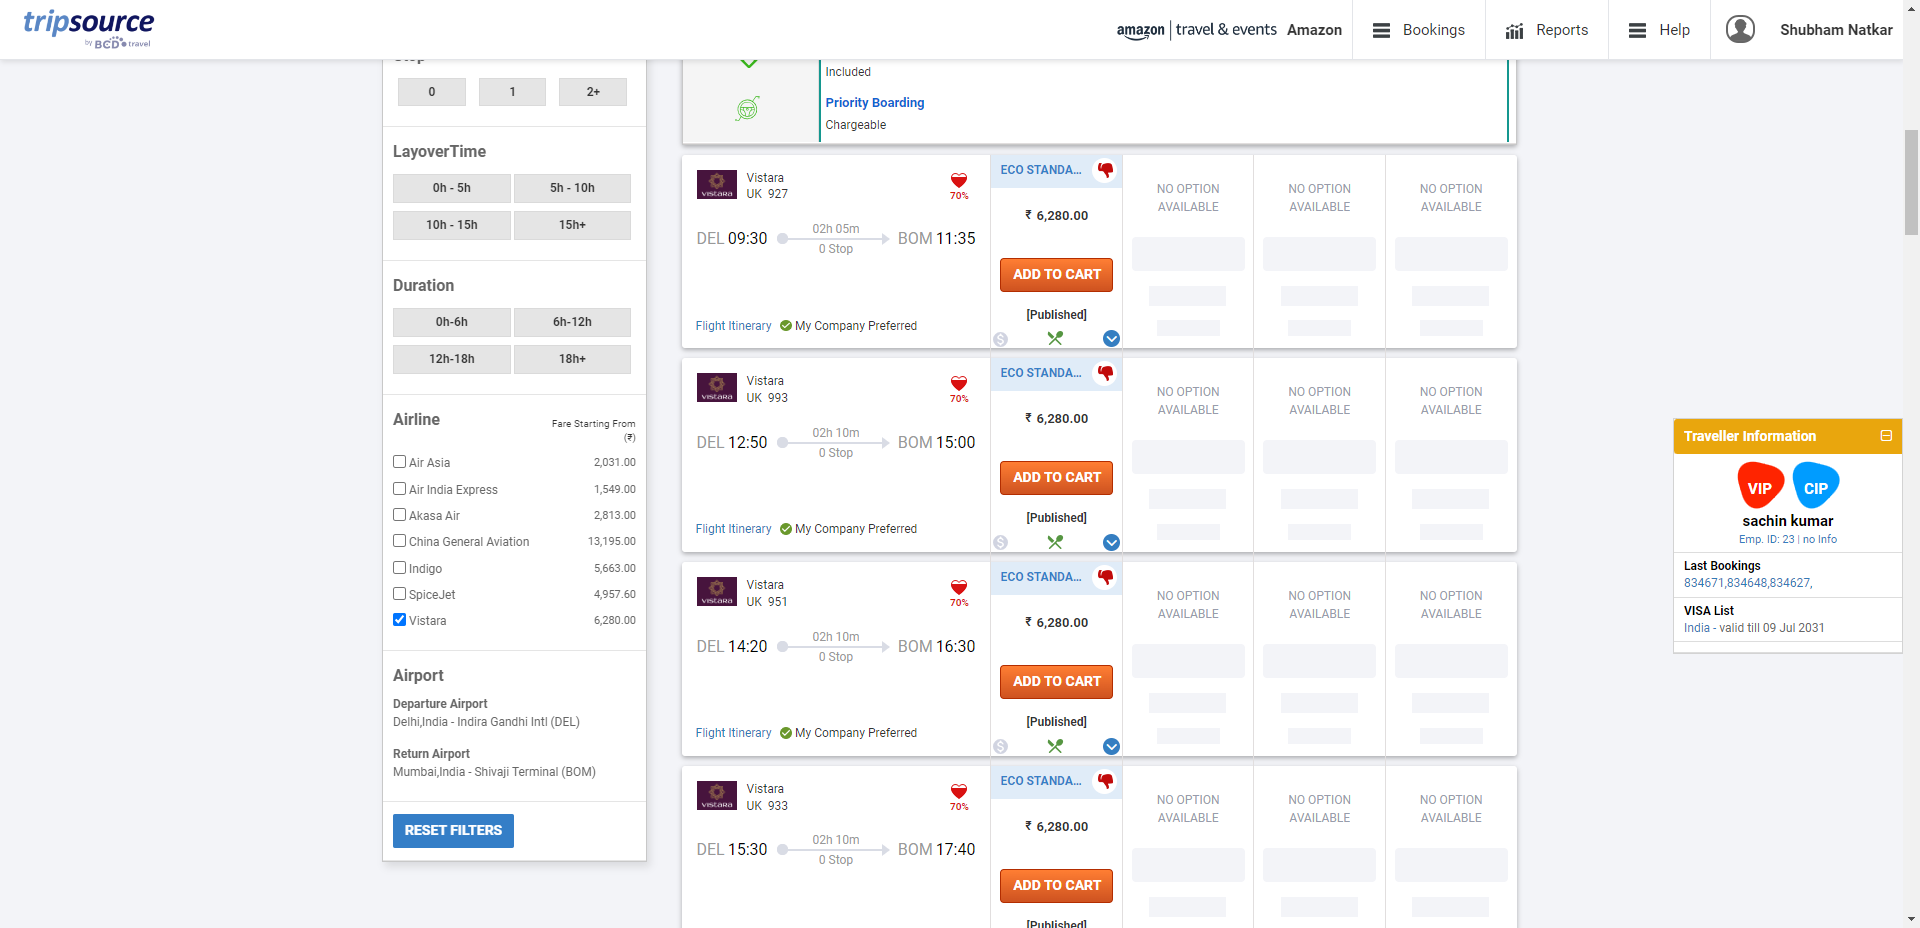 tripsource
by BCD travel
amazon | travel & events Amazon
Bookings
Reports
Help
Shubham Natkar
Stop
0 1 2+
LayoverTime
0h - 5h 5h - 10h
10h - 15h 15h+
Duration
0h-6h 6h-12h
12h-18h 18h+
Airline
Fare Starting From
(₹)
Air Asia 2,031.00
Air India Express 1,549.00
Akasa Air 2,813.00
China General Aviation 13,195.00
Indigo 5,663.00
SpiceJet 4,957.60
Vistara 6,280.00
Airport
Departure Airport
Delhi,India - Indira Gandhi Intl (DEL)
Return Airport
Mumbai,India - Shivaji Terminal (BOM)
RESET FILTERS
Included
Priority Boarding
Chargeable
VISTARA
Vistara
UK 927
70%
DEL 09:30
02h 05m
0 Stop
BOM 11:35
Flight Itinerary
My Company Preferred
ECO STANDA...
₹ 6,280.00
ADD TO CART
[Published]
$
NO OPTION
AVAILABLE
NO OPTION
AVAILABLE
NO OPTION
AVAILABLE
VISTARA
Vistara
UK 993
70%
DEL 12:50
02h 10m
0 Stop
BOM 15:00
Flight Itinerary
My Company Preferred
ECO STANDA...
₹ 6,280.00
ADD TO CART
[Published]
$
NO OPTION
AVAILABLE
NO OPTION
AVAILABLE
NO OPTION
AVAILABLE
VISTARA
Vistara
UK 951
70%
DEL 14:20
02h 10m
0 Stop
BOM 16:30
Flight Itinerary
My Company Preferred
ECO STANDA...
₹ 6,280.00
ADD TO CART
[Published]
$
NO OPTION
AVAILABLE
NO OPTION
AVAILABLE
NO OPTION
AVAILABLE
VISTARA
Vistara
UK 933
70%
DEL 15:30
02h 10m
0 Stop
BOM 17:40
ECO STANDA...
₹ 6,280.00
ADD TO CART
[Published]
NO OPTION
AVAILABLE
NO OPTION
AVAILABLE
NO OPTION
AVAILABLE
Traveller Information
VIP CIP
sachin kumar
Emp. ID: 23 | no Info
Last Bookings
834671,834648,834627,
VISA List
India - valid till 09 Jul 2031